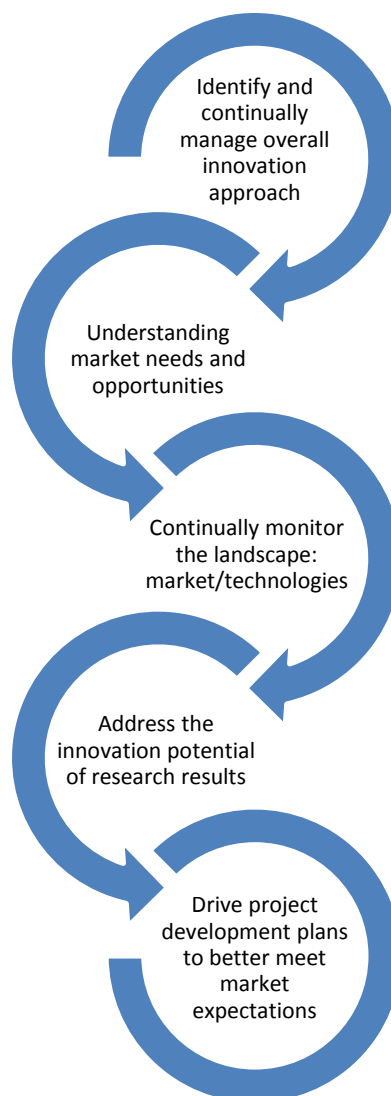 Identify and
continually
manage overall
innovation
approach
Understanding
market needs and
opportunities
Continually monitor
the landscape:
market/technologies
Address the
innovation potential
of research results
Drive project
development plans
to better meet
market
expectations